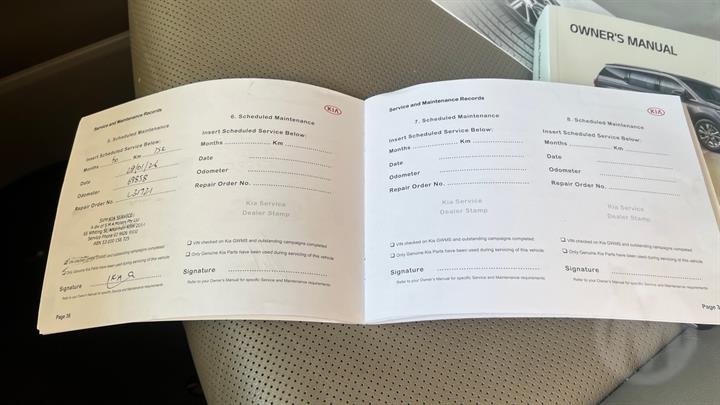 Service and Maintenance Records
5. Scheduled Maintenance
Insert Scheduled Service Below:
Months Km
Date
Odometer 69858
Repair Order No.
SMM KIA SERVICE:
VIN checked
Only Genuine Kia Parts have been used during servicing of this vehicle
Signature
Refer to your Owner's Manual for specific Service and Maintenance requirements
Page 38
KIA
6. Scheduled Maintenance
Insert Scheduled Service Below:
Months Km
Date
Odometer
Repair Order No.
Kia Service
Dealer Stamp
VIN checked on Kia GWMS and outstanding campaigns completed
Only Genuine Kia Parts have been used during servicing of this vehicle
Signature
Refer to your Owner's Manual for specific Service and Maintenance requirements
Service and Maintenance Records
7. Scheduled Maintenance
Insert Scheduled Service Below:
Months Km
Date
Odometer
Repair Order No.
Kia Service
Dealer Stamp
VIN checked on Kia GWMS and outstanding campaigns completed
Only Genuine Kia Parts have been used during servicing of this vehicle
Signature
Refer to your Owner's Manual for specific Service and Maintenance requirements
KIA
8. Scheduled Maintenance
Insert Scheduled Service Below:
Months Km
Date
Odometer
Repair Order No.
Kia Service
Dealer Stamp
VIN checked on Kia GWMS and outstanding campaigns completed
Only Genuine Kia Parts have been used during servicing of this vehicle
Signature
Refer to your Owner's Manual for specific Service and Maintenance requirements
Page
OWNER'S MANUAL